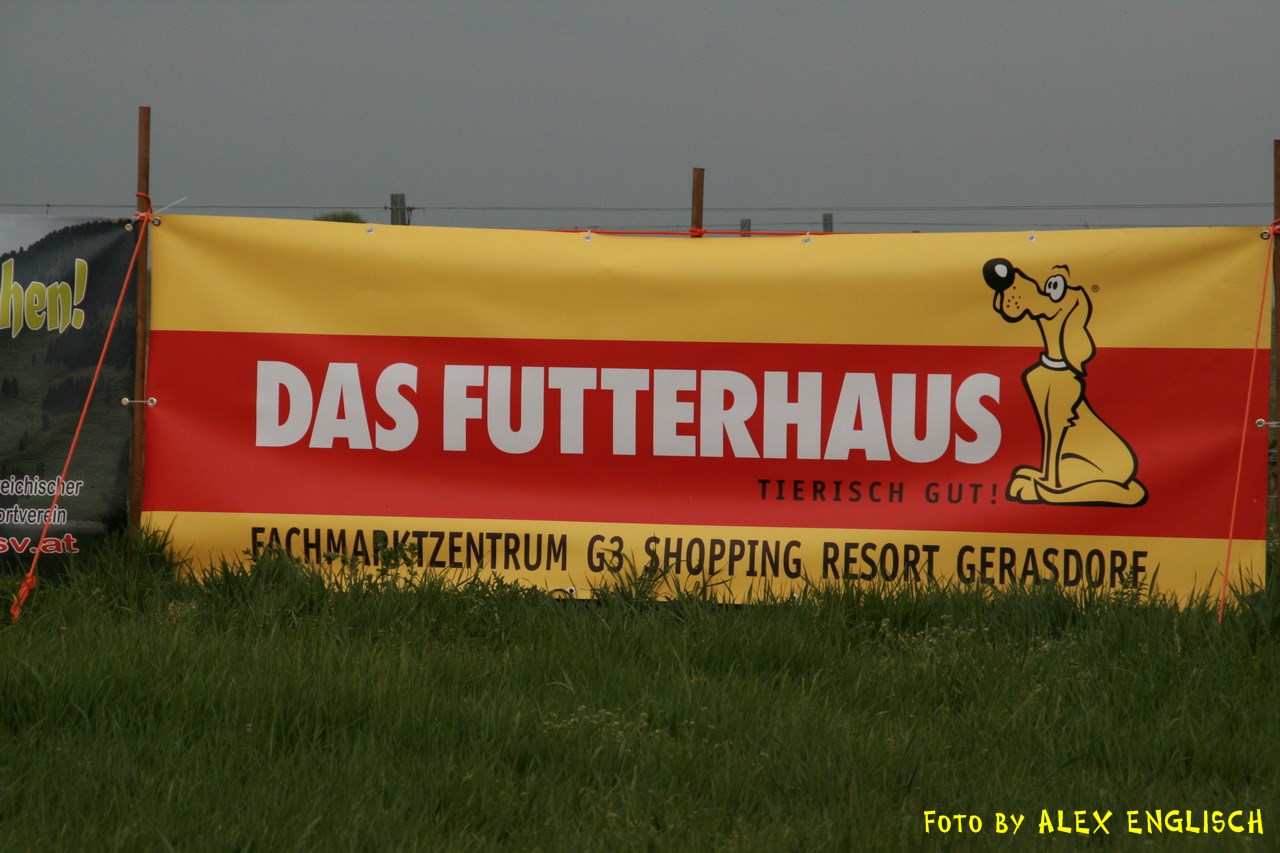 hen!
DAS FUTTERHAUS
TIERISCH GUT!
FACHMARKTZENTRUM G3 SHOPPING RESORT GERASDORF
eichischer
ortverein
sv.at
Foto by ALEX ENGLISCH